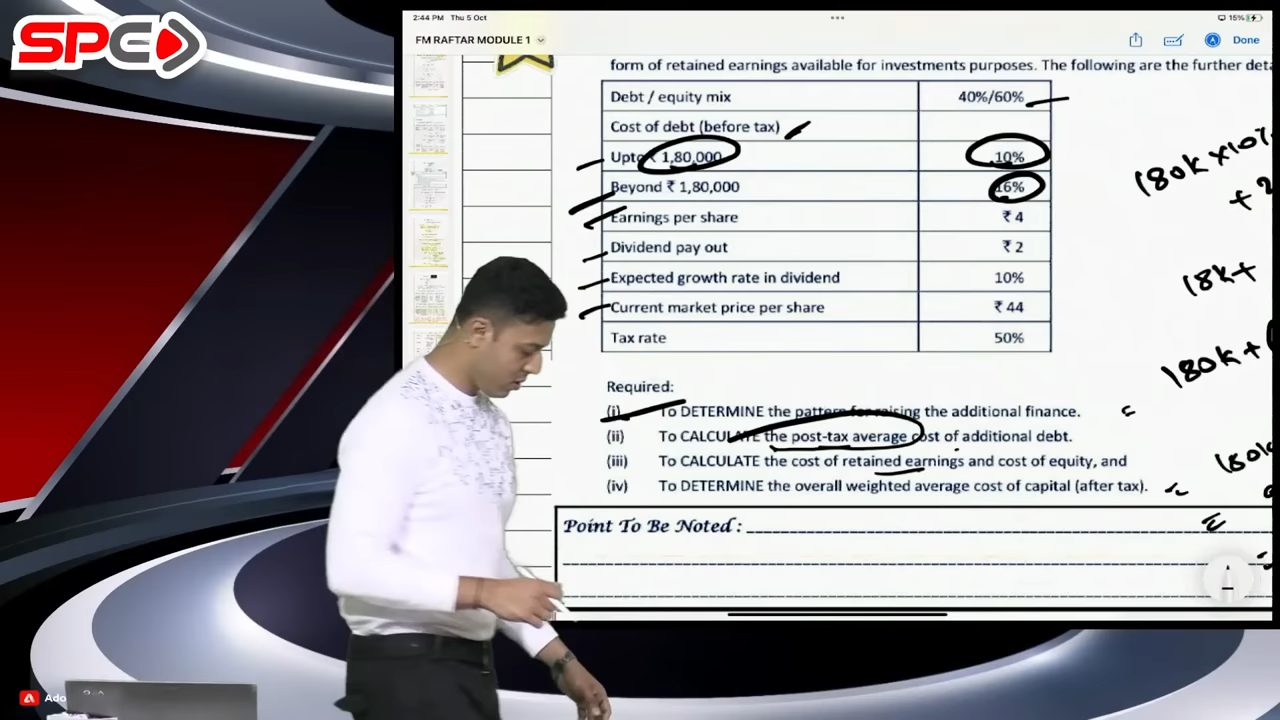 SPC
2:44 PM Thu 5 Oct
15%
FM RAFTAR MODULE 1
Done
form of retained earnings available for investments purposes. The following are the further
Debt / equity mix 40%/60%
Cost of debt (before tax)
Upto ₹ 1,80,000 10%
Beyond ₹ 1,80,000 16%
Earnings per share ₹ 4
Dividend pay out ₹ 2
Expected growth rate in dividend 10%
Current market price per share ₹ 44
Tax rate 50%
180k x 10%
+ 2
18k +
180k +
Required:
(i) To DETERMINE the pattern for raising the additional finance.
(ii) To CALCULATE the post-tax average cost of additional debt.
(iii) To CALCULATE the cost of retained earnings and cost of equity, and
(iv) To DETERMINE the overall weighted average cost of capital (after tax).
Point To Be Noted :
Ado